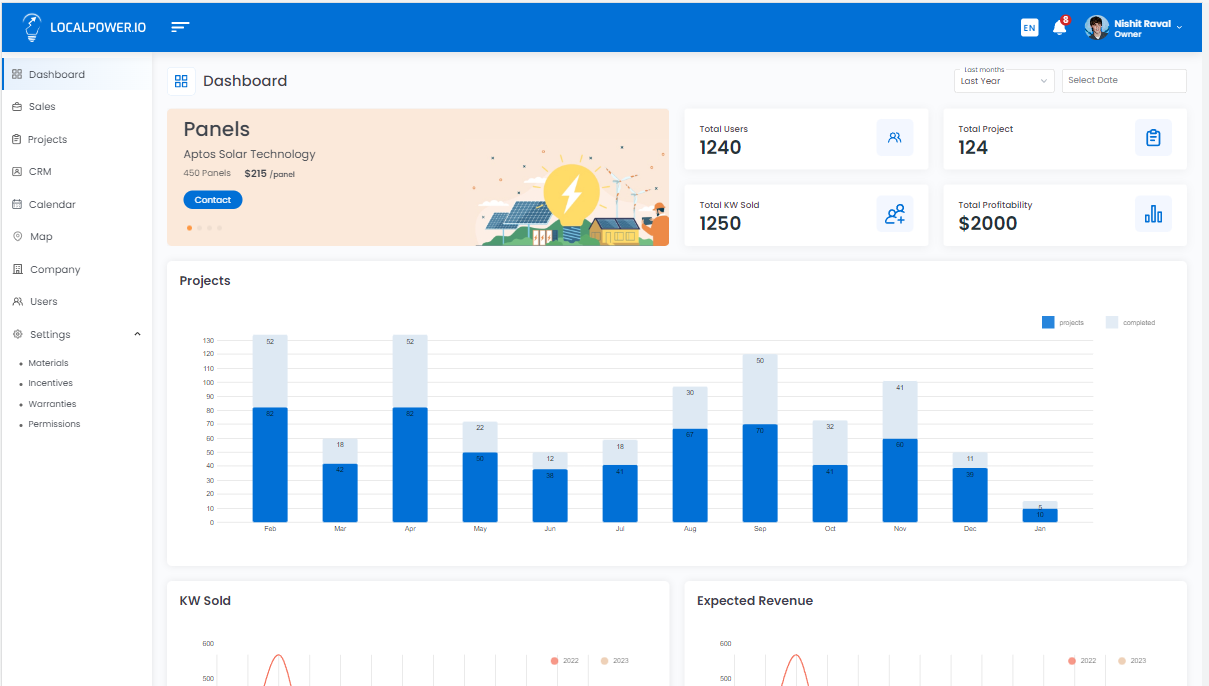 LOCALPOWER.IO
EN
8
Nishit Raval
Owner
Dashboard
Sales
Projects
CRM
Calendar
Map
Company
Users
Settings
Materials
Incentives
Warranties
Permissions
Dashboard
Last months
Last Year
Select Date
Panels
Aptos Solar Technology
450 Panels $215 /panel
Contact
Total Users
1240
Total Project
124
Total KW Sold
1250
Total Profitability
$2000
Projects
projects completed
130
120
110
100
90
80
70
60
50
40
30
20
10
0
52 18 52 22 12 18 30 50 32 41 11 5
82 42 82 50 38 41 67 70 41 60 39 10
Feb Mar Apr May Jun Jul Aug Sep Oct Nov Dec Jan
KW Sold
600
500
2022 2023
Expected Revenue
600
500
2022 2023